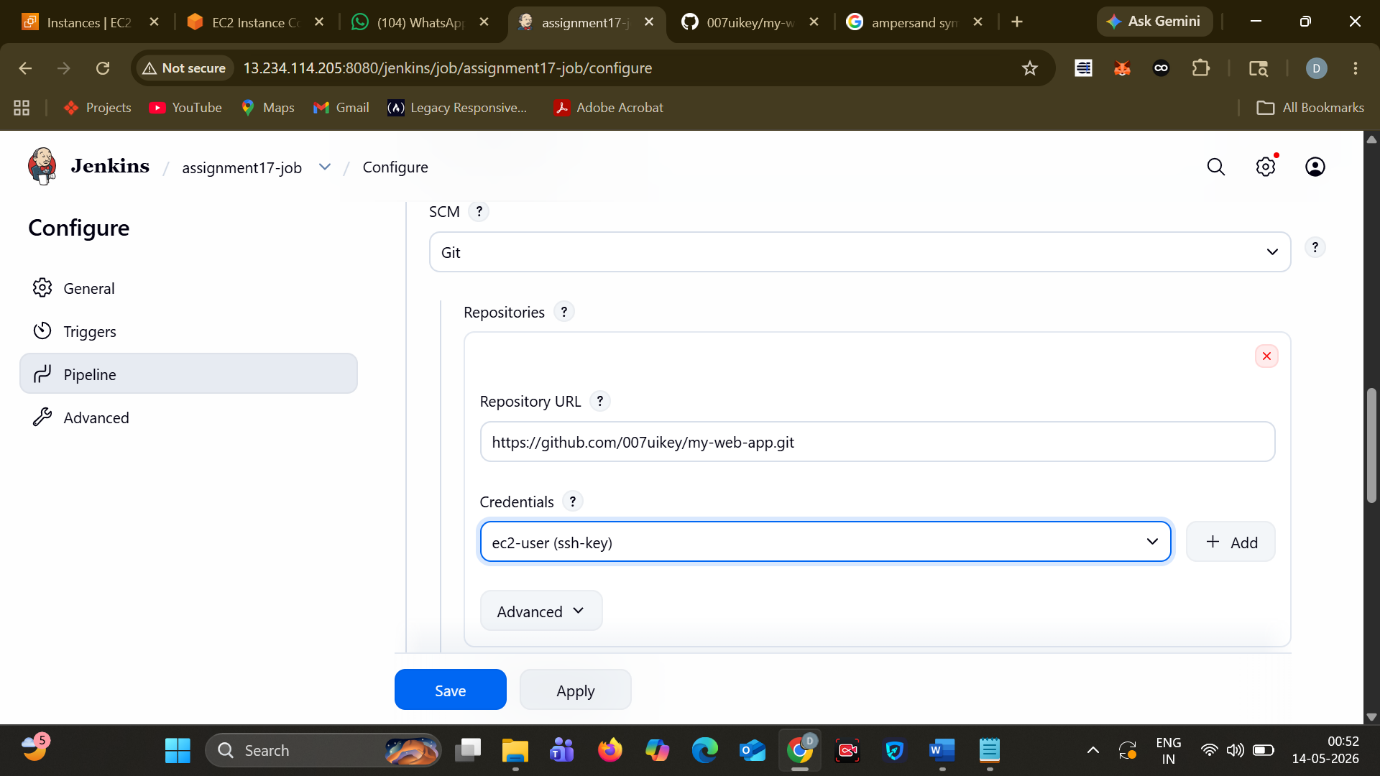 Instances | EC2
EC2 Instance Co
(104) WhatsApp
assignment17-j
007uikey/my-w
ampersand sym
Ask Gemini
Not secure
13.234.114.205:8080/jenkins/job/assignment17-job/configure
D
Projects
YouTube
Maps
Gmail
Legacy Responsive...
Adobe Acrobat
All Bookmarks
Jenkins / assignment17-job / Configure
Configure
General
Triggers
Pipeline
Advanced
SCM ?
Git
?
Repositories ?
Repository URL ?
https://github.com/007uikey/my-web-app.git
Credentials ?
ec2-user (ssh-key)
+ Add
Advanced
Save
Apply
5
Search
D
ENG
IN
00:52
14-05-2026